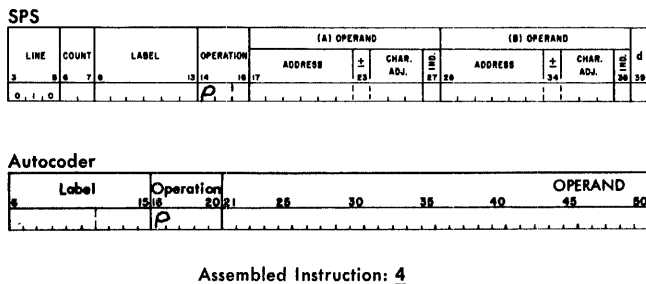 SPS
(A) OPERAND (B) OPERAND
LINE COUNT LABEL OPERATION ADDRESS ± CHAR. ADJ. IND. ADDRESS ± CHAR. ADJ. IND. d
3 5 6 7 8 13 14 16 17 23 27 28 34 38 39
0 1 0 P
Autocoder
Label Operation OPERAND
6 15 16 20 21 25 30 35 40 45 50
P
Assembled Instruction: 4